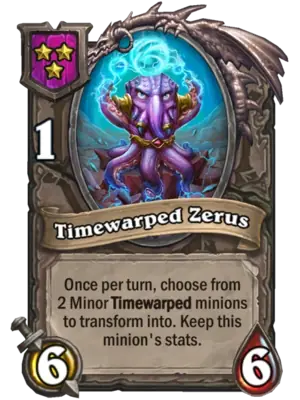 1
Timewarped Zerus
Once per turn, choose from
2 Minor Timewarped minions
to transform into. Keep this
minion's stats.
6
6